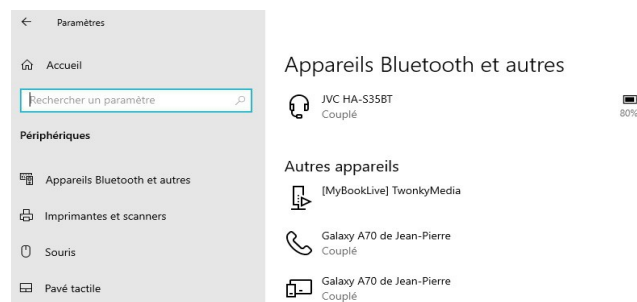 Paramètres
Accueil
Rechercher un paramètre
Périphériques
Appareils Bluetooth et autres
Imprimantes et scanners
Souris
Pavé tactile
Appareils Bluetooth et autres
JVC HA-S35BT
Couplé
80%
Autres appareils
[MyBookLive] TwonkyMedia
Galaxy A70 de Jean-Pierre
Couplé
Galaxy A70 de Jean-Pierre
Couplé